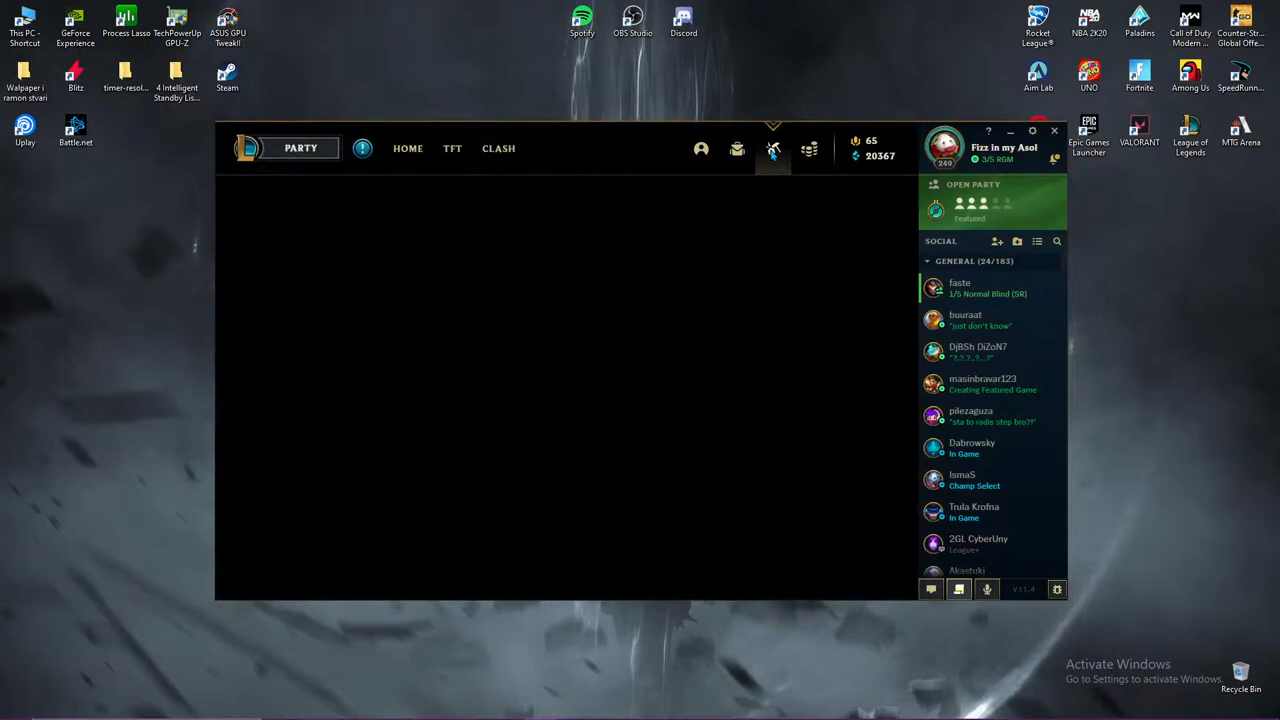 This PC -
Shortcut
GeForce
Experience
Process Lasso
TechPowerUp
GPU-Z
ASUS GPU
TweakII
Spotify
OBS Studio
Discord
Rocket
League®
NBA 2K20
Paladins
Call of Duty
Modern ...
Counter-Str...
Global Offe...
Walpaper i
ramon stvari
Blitz
timer-resol...
4 Intelligent
Standby Lis...
Steam
Aim Lab
UNO
Fortnite
Among Us
SpeedRunn...
Uplay
Battle.net
Epic Games
Launcher
VALORANT
League of
Legends
MTG Arena
PARTY
HOME
TFT
CLASH
65
20367
?
249
Fizz in my Asol
3/5 RGM
OPEN PARTY
Featured
SOCIAL
GENERAL (24/183)
faste
1/5 Normal Blind (SR)
buuraat
"just don't know"
DjBSh DiZoN7
"?.?.?..?...?"
masinbravar123
Creating Featured Game
pilezaguza
"sta to radis step bro?!"
Dabrowsky
In Game
IsmaS
Champ Select
Trula Krofna
In Game
2GL CyberUny
League+
Akastuki
V11.4
Activate Windows
Go to Settings to activate Windows.
Recycle Bin